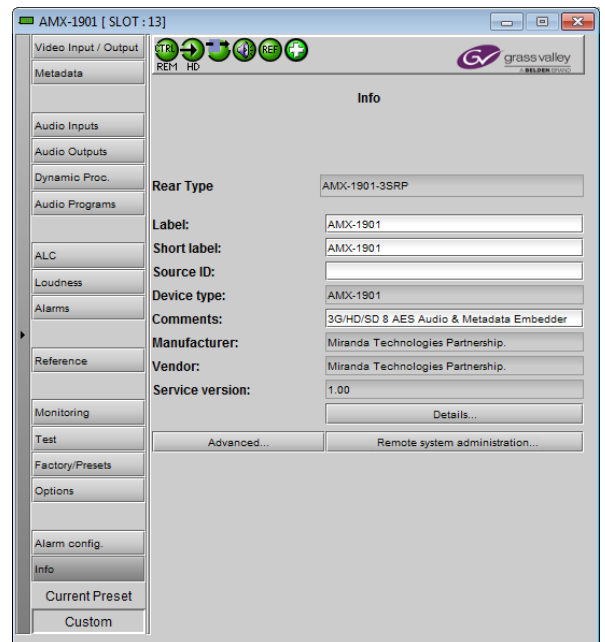 AMX-1901 [ SLOT : 13]
Video Input / Output
Metadata
Audio Inputs
Audio Outputs
Dynamic Proc.
Audio Programs
ALC
Loudness
Alarms
Reference
Monitoring
Test
Factory/Presets
Options
Alarm config.
Info
Current Preset
Custom
CTRL
REF
REM HD
GV grass valley
A BELDEN BRAND
Info
Rear Type AMX-1901-3SRP
Label: AMX-1901
Short label: AMX-1901
Source ID:
Device type: AMX-1901
Comments: 3G/HD/SD 8 AES Audio & Metadata Embedder
Manufacturer: Miranda Technologies Partnership.
Vendor: Miranda Technologies Partnership.
Service version: 1.00
Details...
Advanced... Remote system administration...